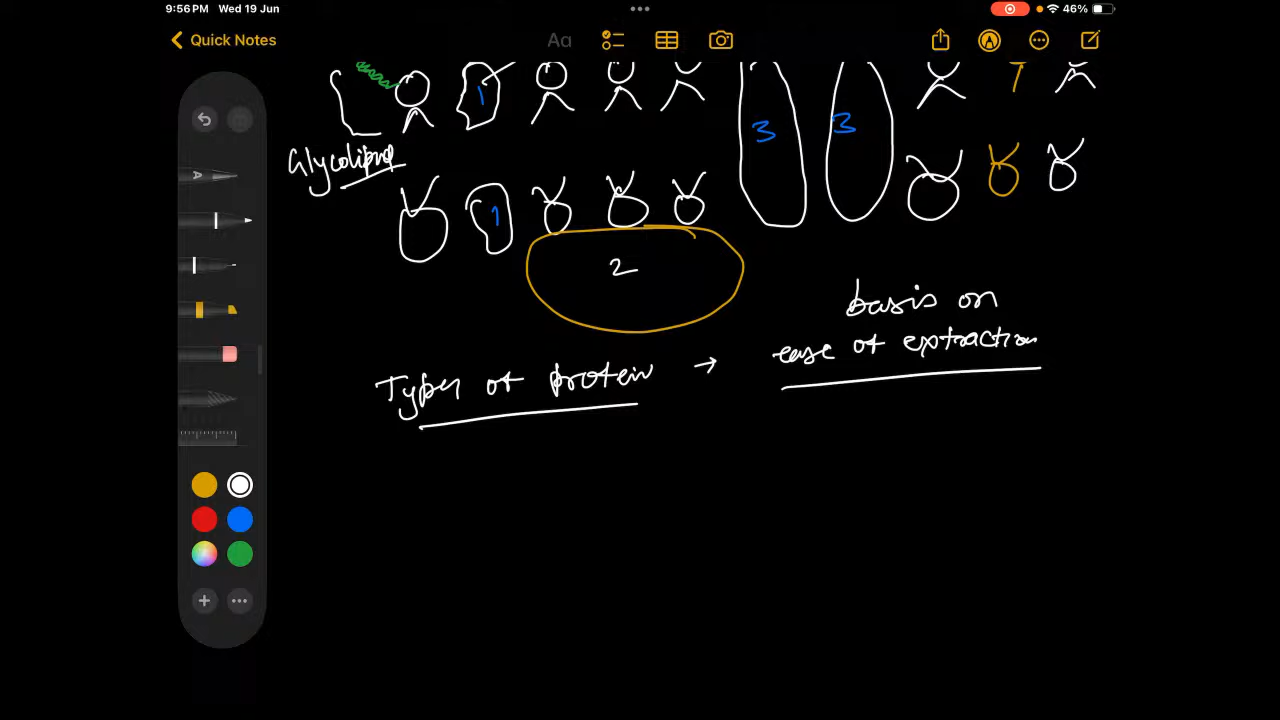 9:56 PM Wed 19 Jun
46%
Quick Notes
Aa
1
3
3
Glycolipid
1
2
basis on
ease of extraction
Types of protein →
A